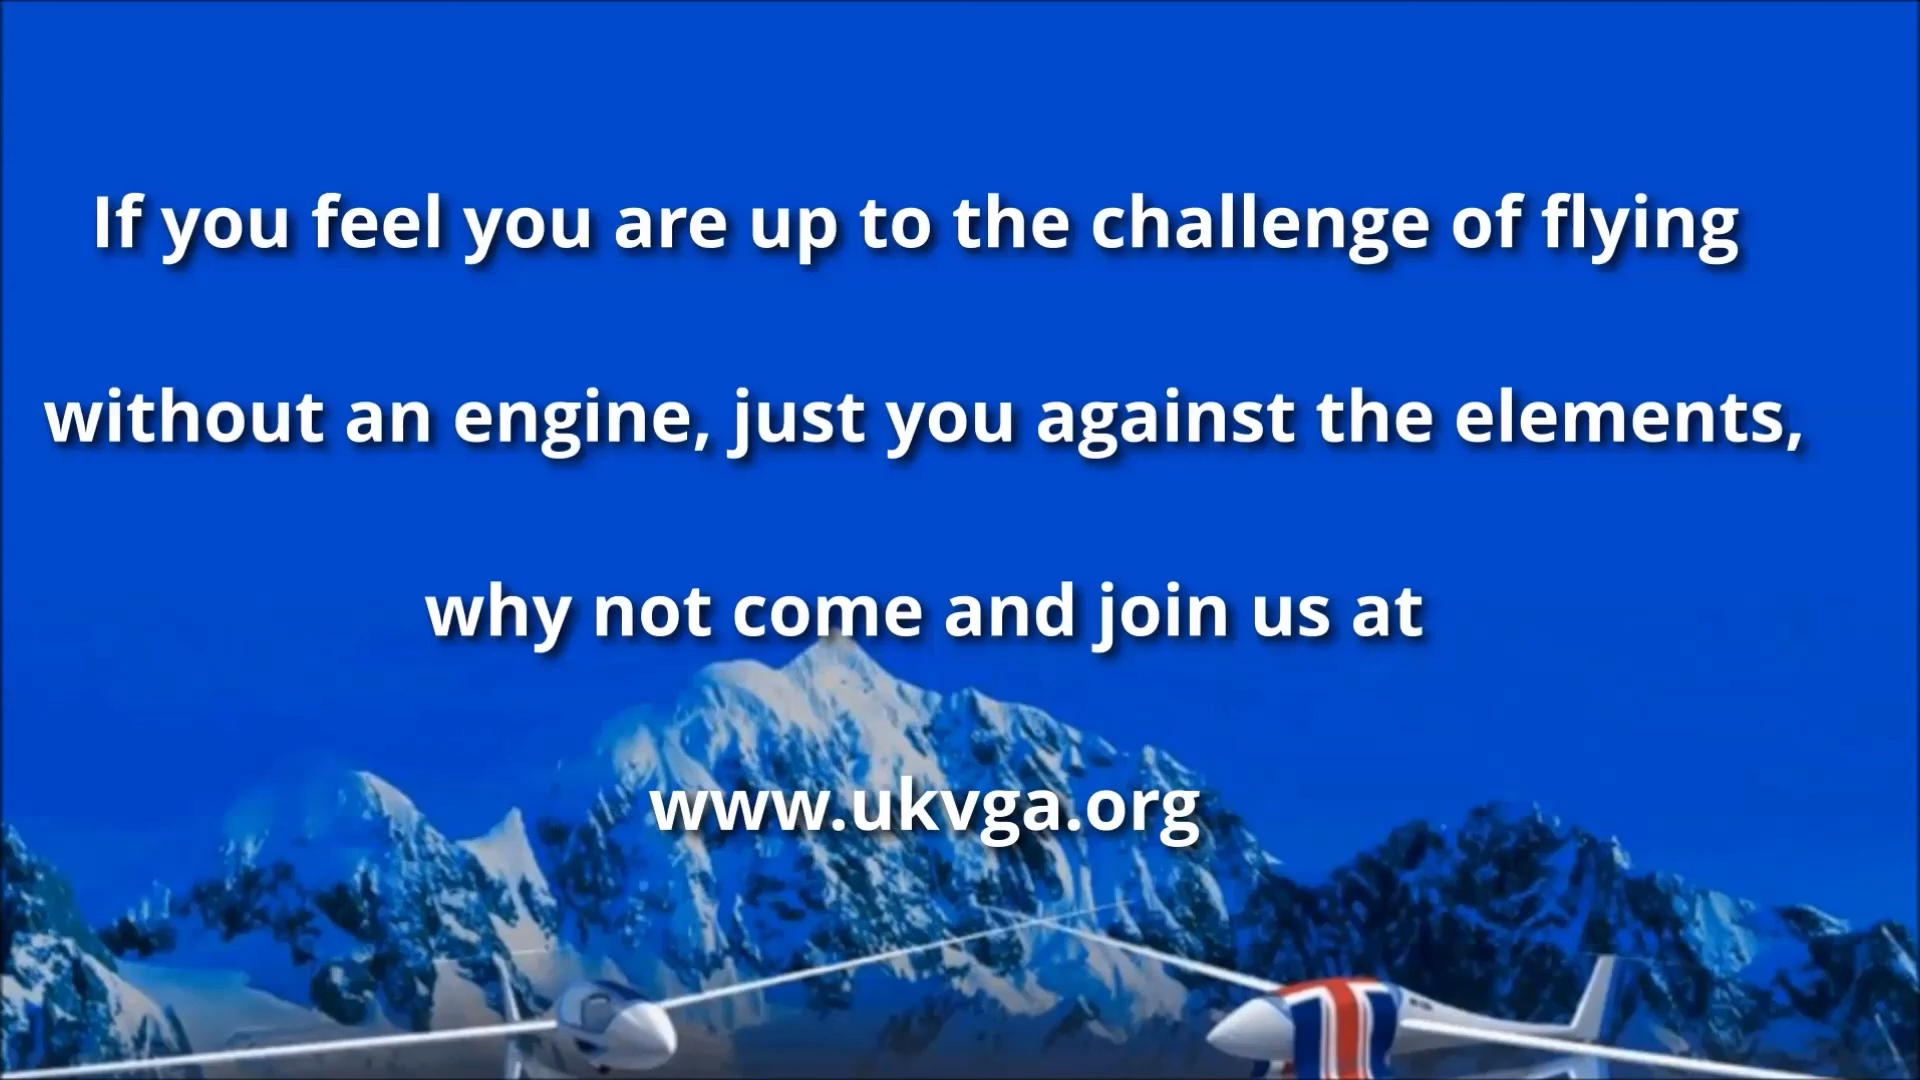 If you feel you are up to the challenge of flying
without an engine, just you against the elements,
why not come and join us at
www.ukvga.org